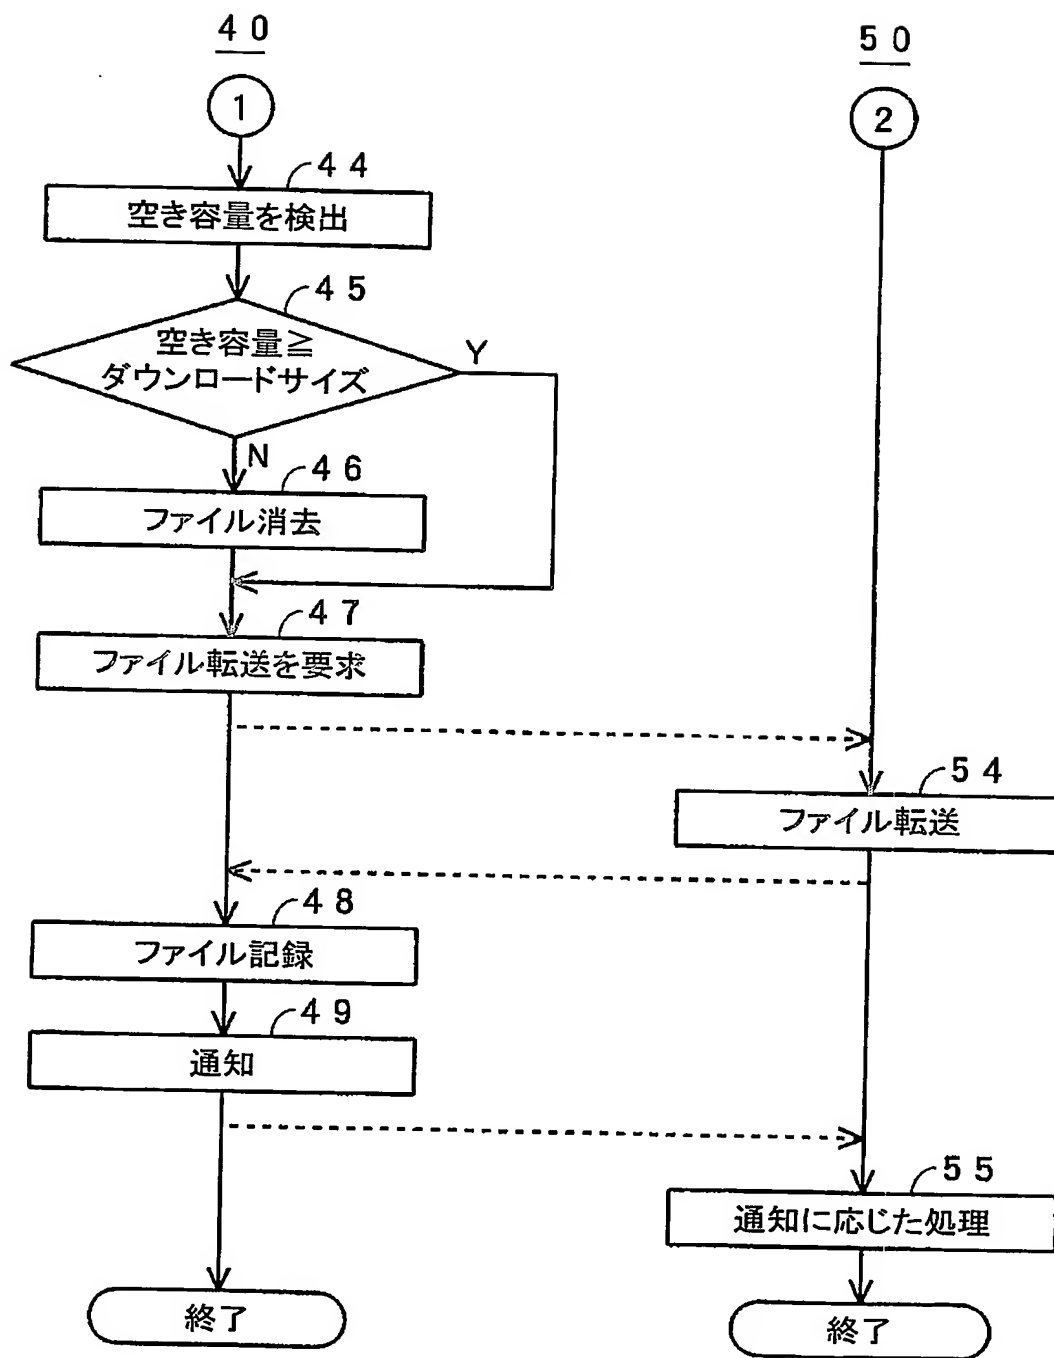 40
1
44
空き容量を検出
45
空き容量≧
ダウンロードサイズ
Y
N
46
ファイル消去
47
ファイル転送を要求
48
ファイル記録
49
通知
終了
50
2
54
ファイル転送
55
通知に応じた処理
終了